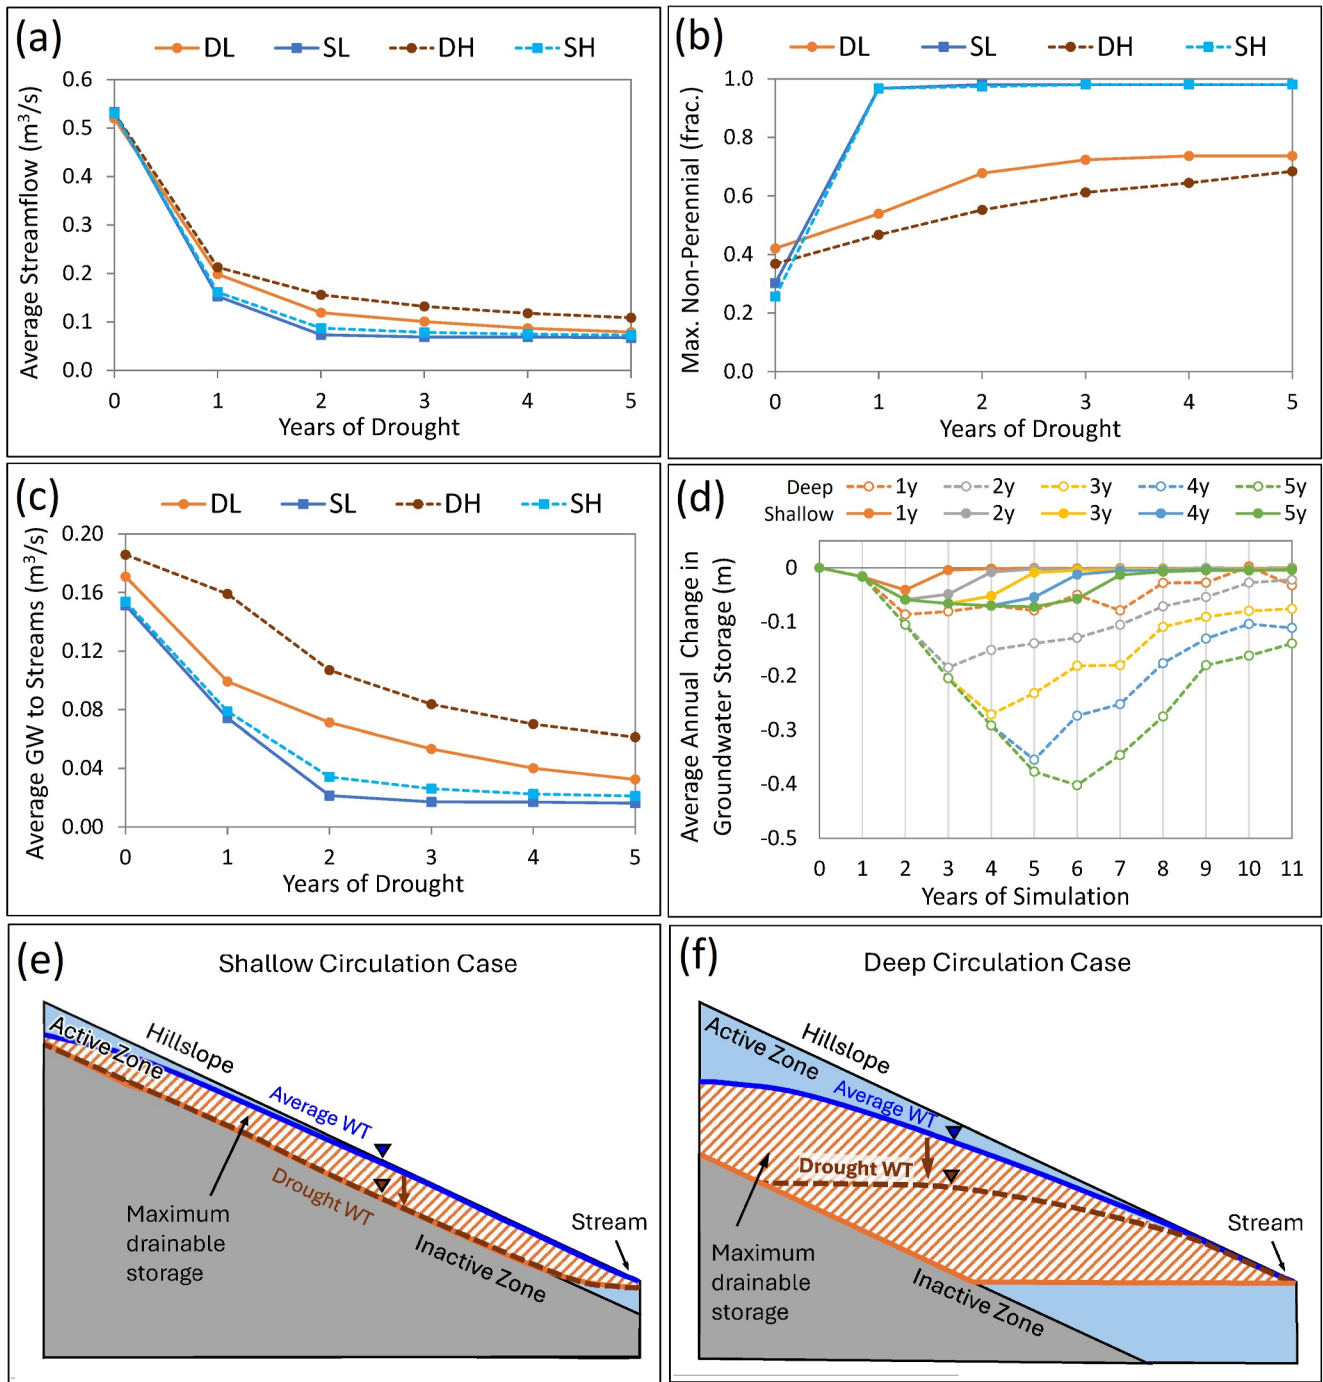 (a)
DL SL DH SH
0.6
0.5
0.4
0.3
0.2
0.1
0.0
Average Streamflow (m³/s)
0 1 2 3 4 5
Years of Drought
(b)
DL SL DH SH
1.0
0.8
0.6
0.4
0.2
0.0
Max. Non-Perennial (frac.)
0 1 2 3 4 5
Years of Drought
(c)
DL SL DH SH
0.20
0.16
0.12
0.08
0.04
0.00
Average GW to Streams (m³/s)
0 1 2 3 4 5
Years of Drought
(d)
Deep 1y 2y 3y 4y 5y
Shallow 1y 2y 3y 4y 5y
0
-0.1
-0.2
-0.3
-0.4
-0.5
Average Annual Change in
Groundwater Storage (m)
0 1 2 3 4 5 6 7 8 9 10 11
Years of Simulation
(e)
Shallow Circulation Case
Active Zone
Hillslope
Average WT
Drought WT
Maximum
drainable
storage
Inactive Zone
Stream
(f)
Deep Circulation Case
Active Zone
Hillslope
Average WT
Drought WT
Maximum
drainable
storage
Inactive Zone
Stream